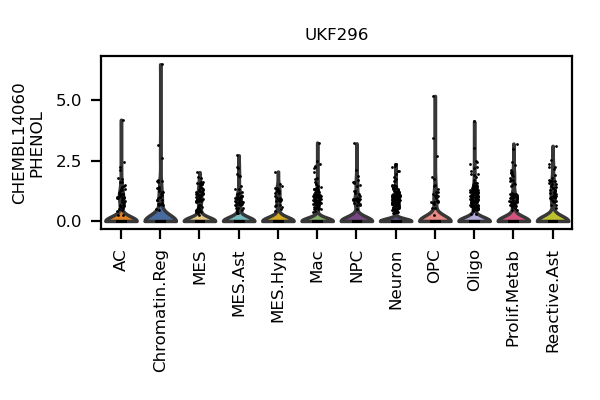 UKF296
CHEMBL14060
PHENOL
5.0
2.5
0.0
AC
Chromatin.Reg
MES
MES.Ast
MES.Hyp
Mac
NPC
Neuron
OPC
Oligo
Prolif.Metab
Reactive.Ast